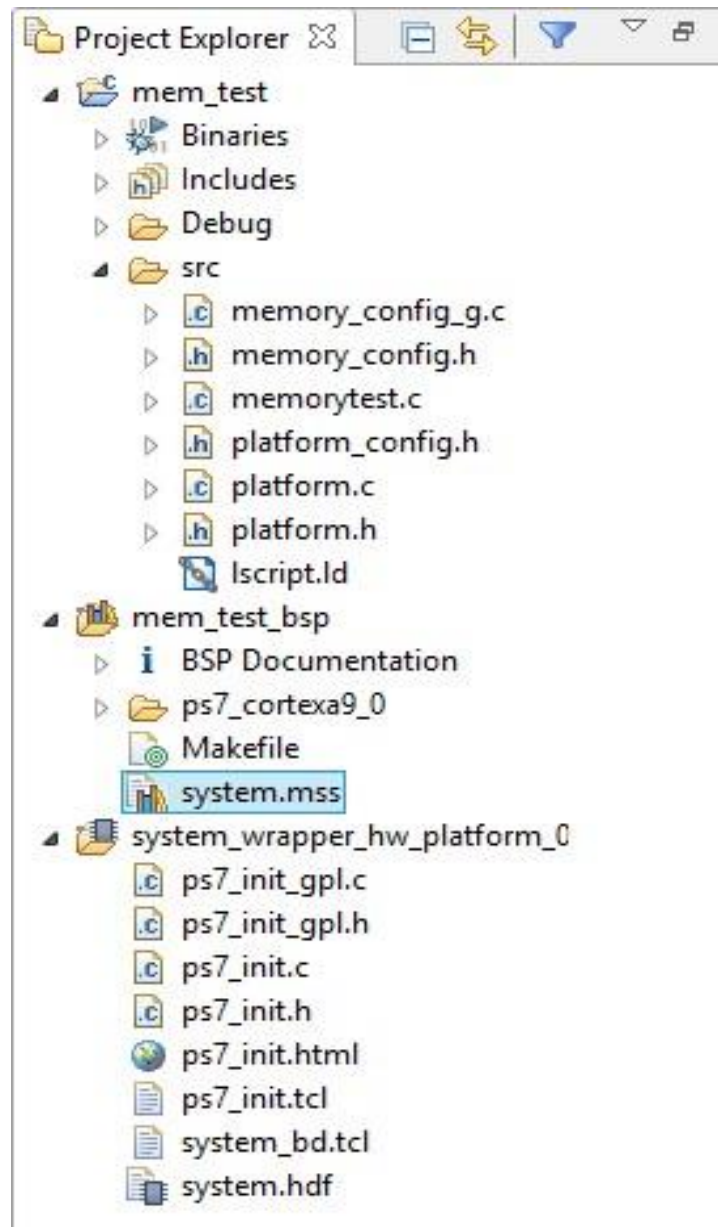 Project Explorer
mem_test
Binaries
Includes
Debug
src
memory_config_g.c
memory_config.h
memorytest.c
platform_config.h
platform.c
platform.h
lscript.ld
mem_test_bsp
BSP Documentation
ps7_cortexa9_0
Makefile
system.mss
system_wrapper_hw_platform_0
ps7_init_gpl.c
ps7_init_gpl.h
ps7_init.c
ps7_init.h
ps7_init.html
ps7_init.tcl
system_bd.tcl
system.hdf